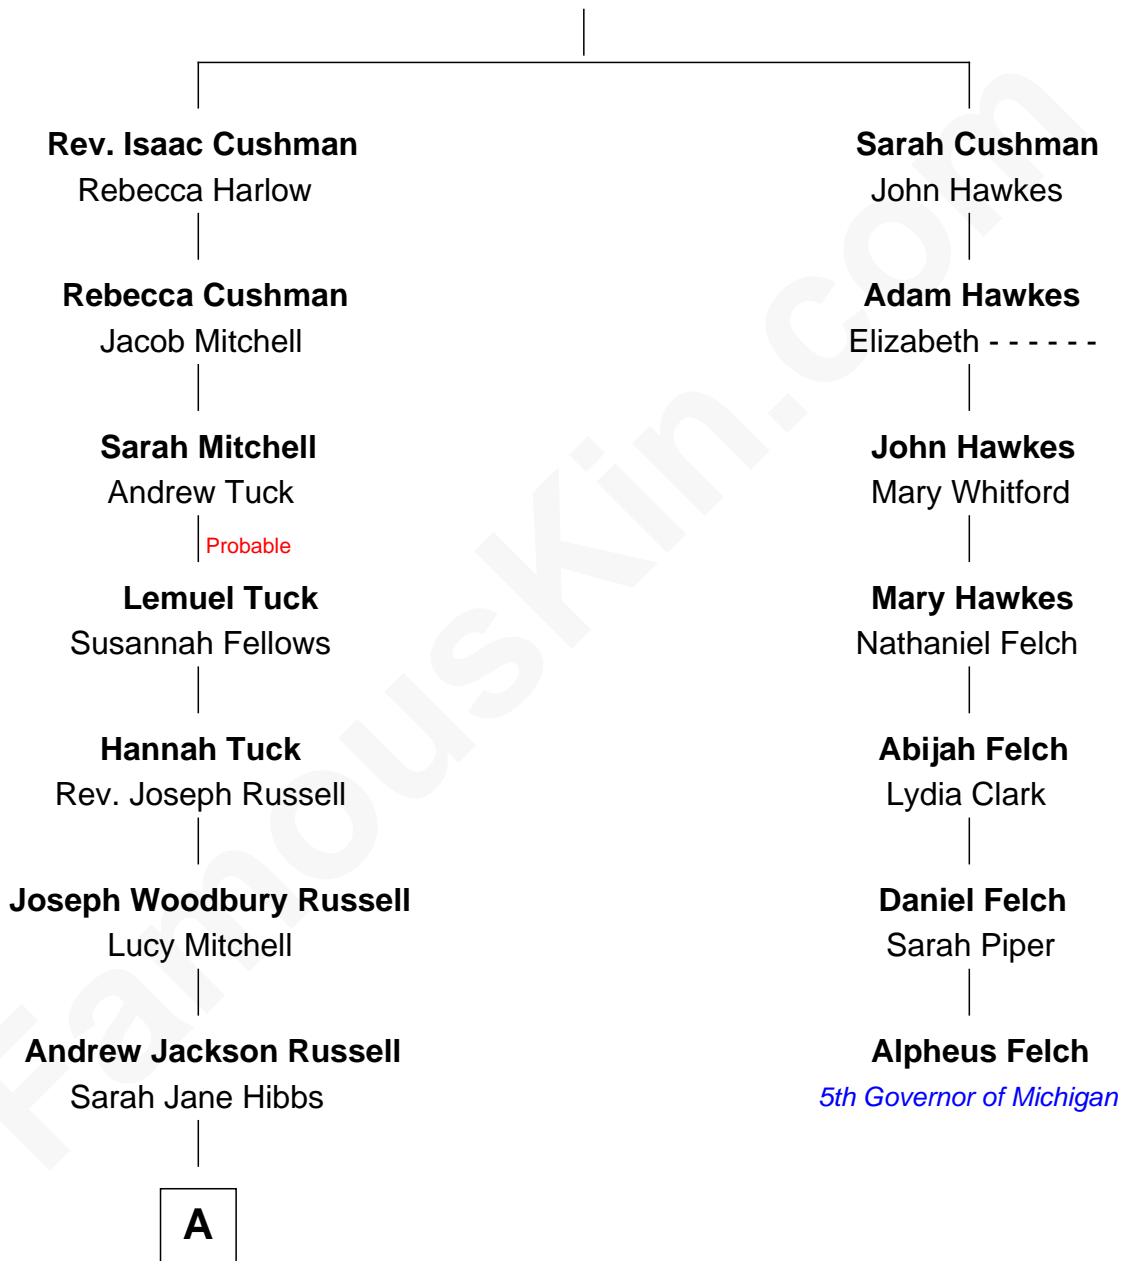 Rev. Isaac Cushman
Rebecca Harlow
Rebecca Cushman
Jacob Mitchell
Sarah Mitchell
Andrew Tuck
Probable
Lemuel Tuck
Susannah Fellows
Hannah Tuck
Rev. Joseph Russell
Joseph Woodbury Russell
Lucy Mitchell
Andrew Jackson Russell
Sarah Jane Hibbs
A
Sarah Cushman
John Hawkes
Adam Hawkes
Elizabeth - - - - - -
John Hawkes
Mary Whitford
Mary Hawkes
Nathaniel Felch
Abijah Felch
Lydia Clark
Daniel Felch
Sarah Piper
Alpheus Felch
5th Governor of Michigan
FamousKin.com